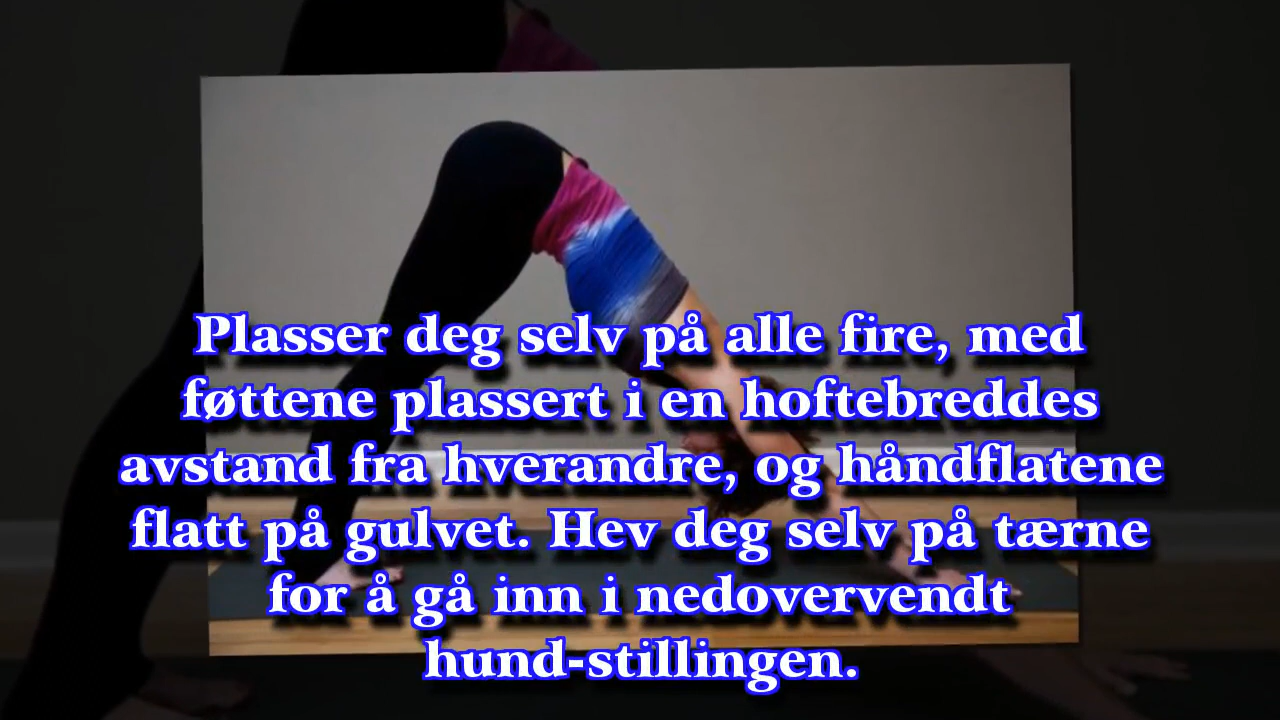 Plasser deg selv på alle fire, med
føttene plassert i en hoftebreddes
avstand fra hverandre, og håndflatene
flatt på gulvet. Hev deg selv på tærne
for å gå inn i nedovervendt
hund-stillingen.